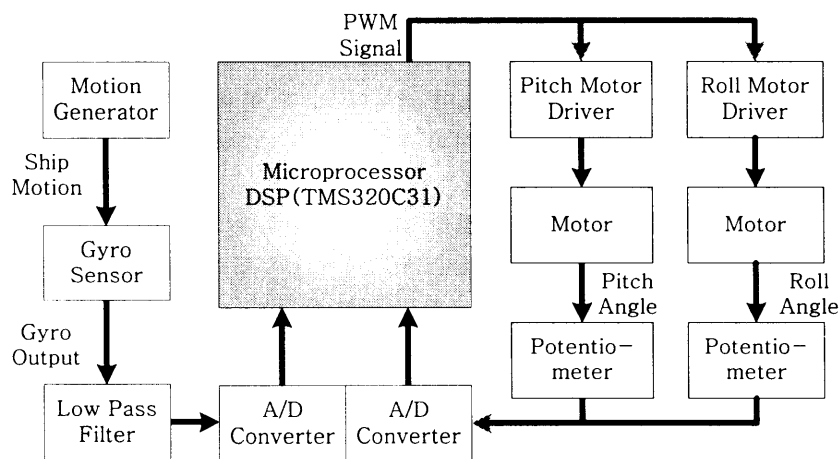 PWM
Signal
Motion
Generator
Ship
Motion
Gyro
Sensor
Gyro
Output
Low Pass
Filter
Microprocessor
DSP(TMS320C31)
A/D
Converter
A/D
Converter
Pitch Motor
Driver
Motor
Pitch
Angle
Potentio-
meter
Roll Motor
Driver
Motor
Roll
Angle
Potentio-
meter